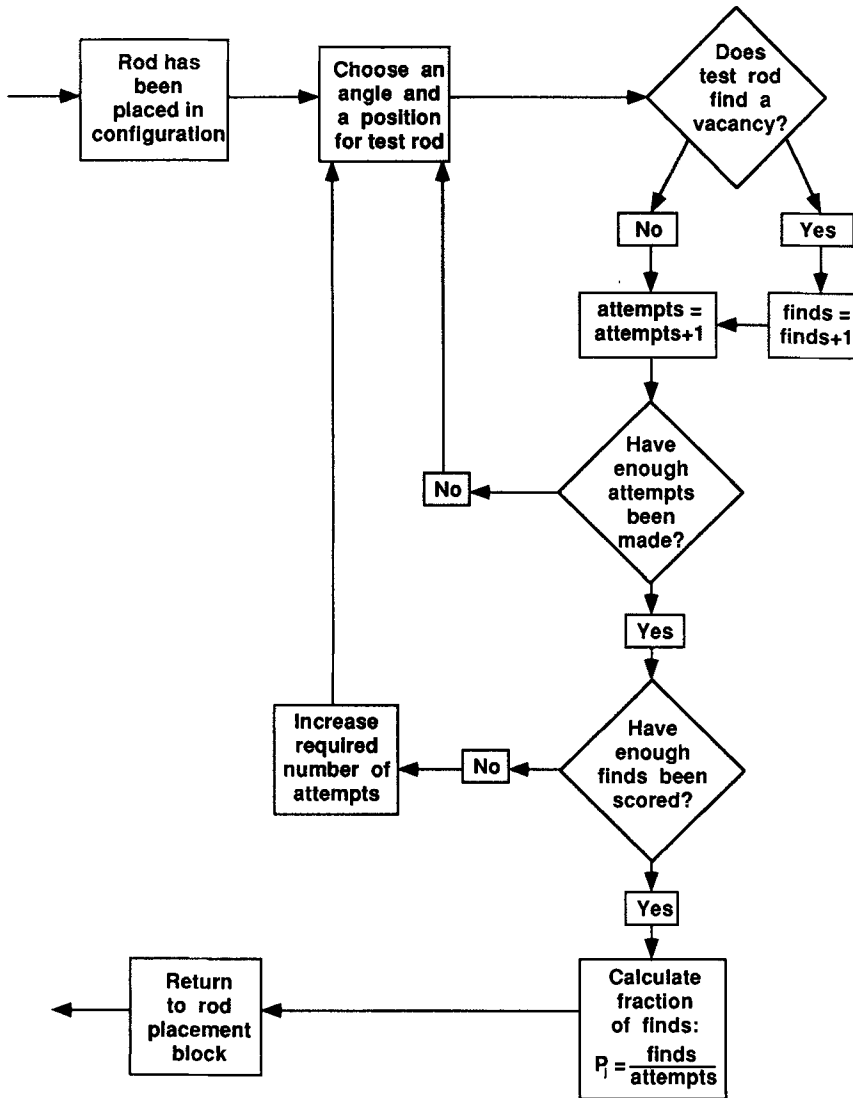 Rod has
been
placed in
configuration
Choose an
angle and
a position
for test rod
Does
test rod
find a
vacancy?
No
Yes
attempts =
attempts+1
finds =
finds+1
Have
enough
attempts
been
made?
No
Yes
Increase
required
number of
attempts
No
Have
enough
finds been
scored?
Yes
Return
to rod
placement
block
Calculate
fraction
of finds:
Pj = finds
attempts